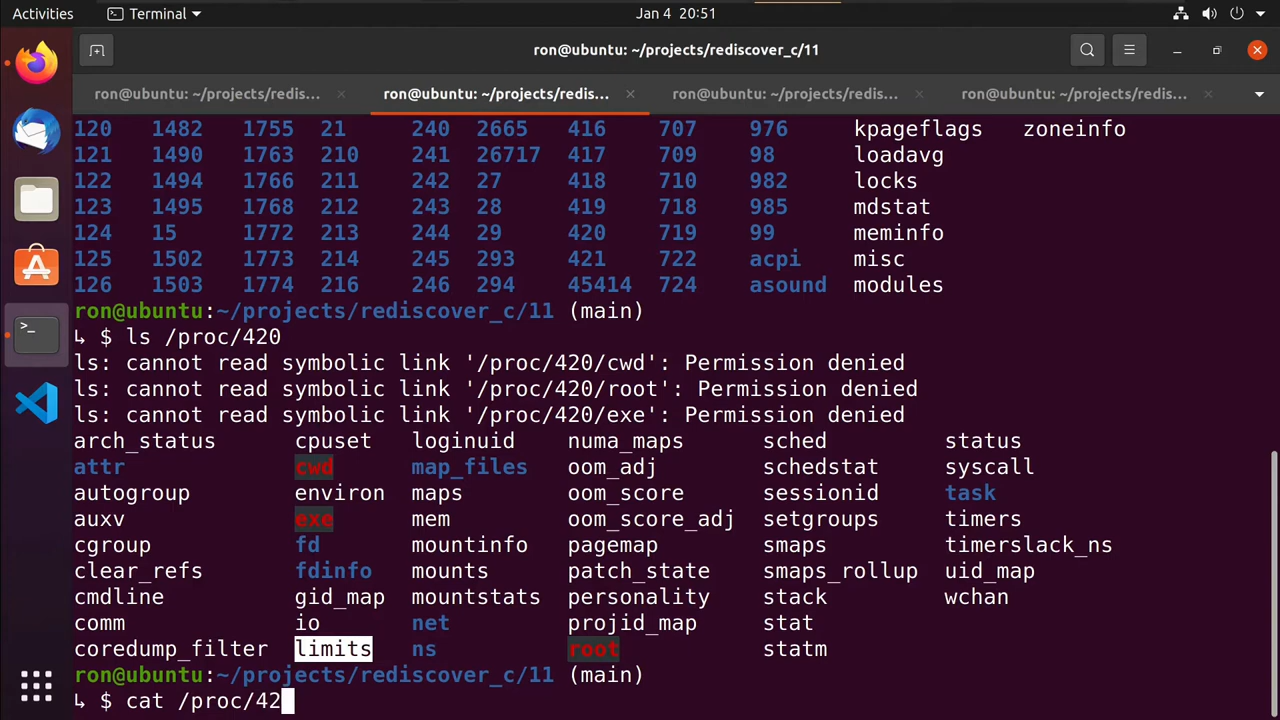 Activities Terminal Jan 4 20:51
ron@ubuntu: ~/projects/rediscover_c/11
ron@ubuntu: ~/projects/redis... ron@ubuntu: ~/projects/redis... ron@ubuntu: ~/projects/redis... ron@ubuntu: ~/projects/redis...
120 1482 1755 21 240 2665 416 707 976 kpageflags zoneinfo
121 1490 1763 210 241 26717 417 709 98 loadavg
122 1494 1766 211 242 27 418 710 982 locks
123 1495 1768 212 243 28 419 718 985 mdstat
124 15 1772 213 244 29 420 719 99 meminfo
125 1502 1773 214 245 293 421 722 acpi misc
126 1503 1774 216 246 294 45414 724 asound modules
ron@ubuntu:~/projects/rediscover_c/11 (main)
↳ $ ls /proc/420
ls: cannot read symbolic link '/proc/420/cwd': Permission denied
ls: cannot read symbolic link '/proc/420/root': Permission denied
ls: cannot read symbolic link '/proc/420/exe': Permission denied
arch_status cpuset loginuid numa_maps sched status
attr cwd map_files oom_adj schedstat syscall
autogroup environ maps oom_score sessionid task
auxv exe mem oom_score_adj setgroups timers
cgroup fd mountinfo pagemap smaps timerslack_ns
clear_refs fdinfo mounts patch_state smaps_rollup uid_map
cmdline gid_map mountstats personality stack wchan
comm io net projid_map stat
coredump_filter limits ns root statm
ron@ubuntu:~/projects/rediscover_c/11 (main)
↳ $ cat /proc/42